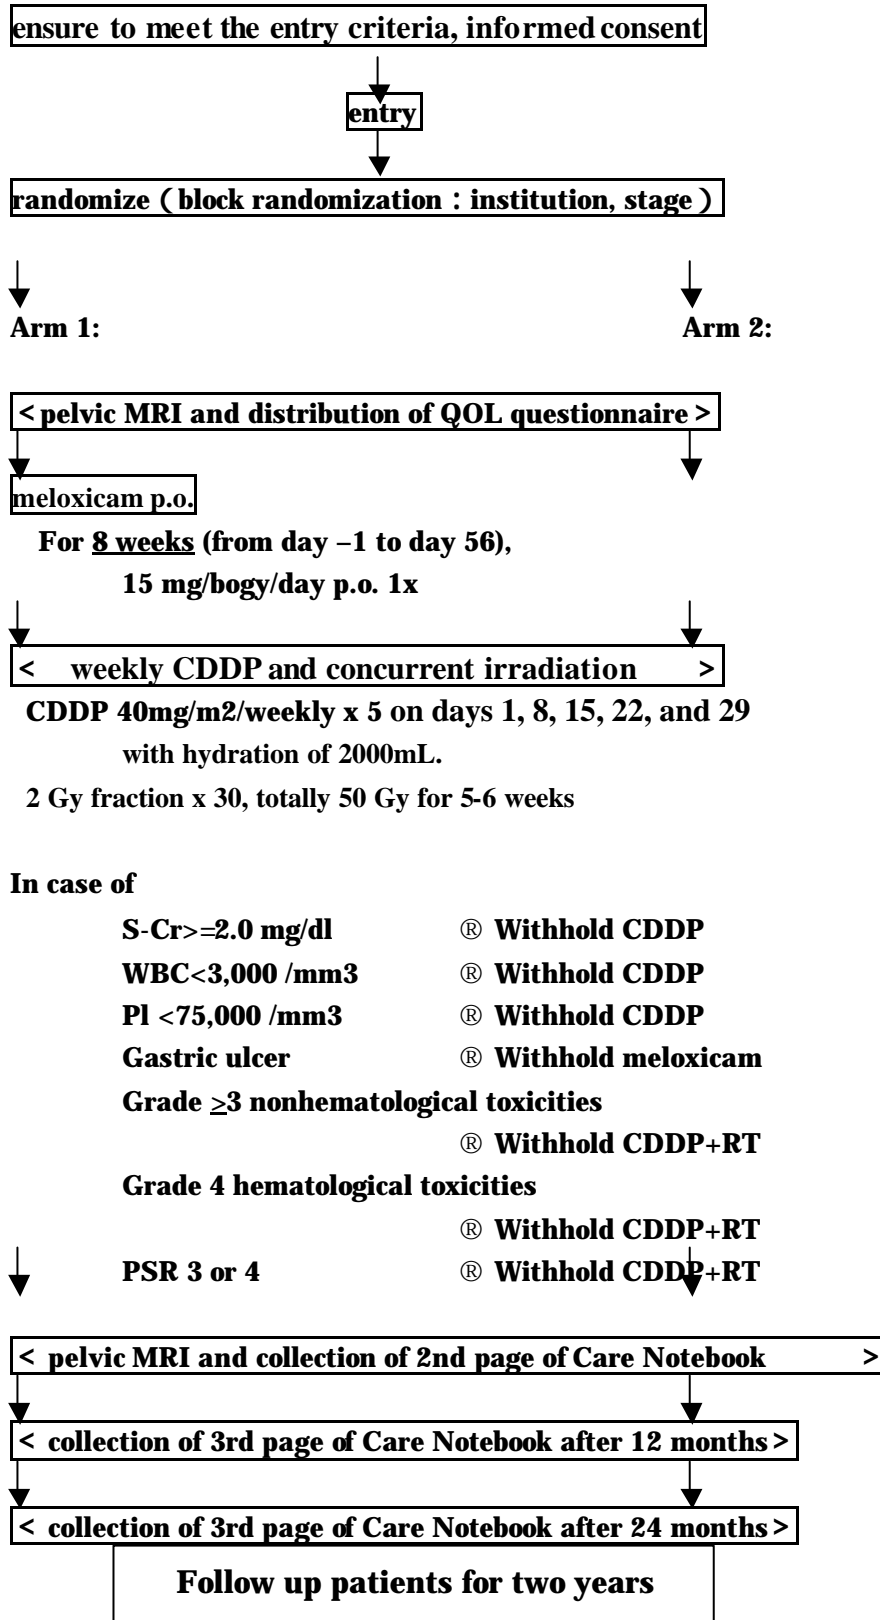 ensure to meet the entry criteria, informed consent
entry
randomize（block randomization：institution, stage）
Arm 1: Arm 2:
<pelvic MRI and distribution of QOL questionnaire>
meloxicam p.o.
For 8 weeks (from day –1 to day 56),
15 mg/bogy/day p.o. 1x
< weekly CDDP and concurrent irradiation >
CDDP 40mg/m2/weekly x 5 on days 1, 8, 15, 22, and 29
with hydration of 2000mL.
2 Gy fraction x 30, totally 50 Gy for 5-6 weeks
In case of
S-Cr>=2.0 mg/dl ® Withhold CDDP
WBC<3,000 /mm3 ® Withhold CDDP
Pl <75,000 /mm3 ® Withhold CDDP
Gastric ulcer ® Withhold meloxicam
Grade ≥3 nonhematological toxicities
® Withhold CDDP+RT
Grade 4 hematological toxicities
® Withhold CDDP+RT
PSR 3 or 4 ® Withhold CDDP+RT
< pelvic MRI and collection of 2nd page of Care Notebook >
< collection of 3rd page of Care Notebook after 12 months>
< collection of 3rd page of Care Notebook after 24 months>
Follow up patients for two years